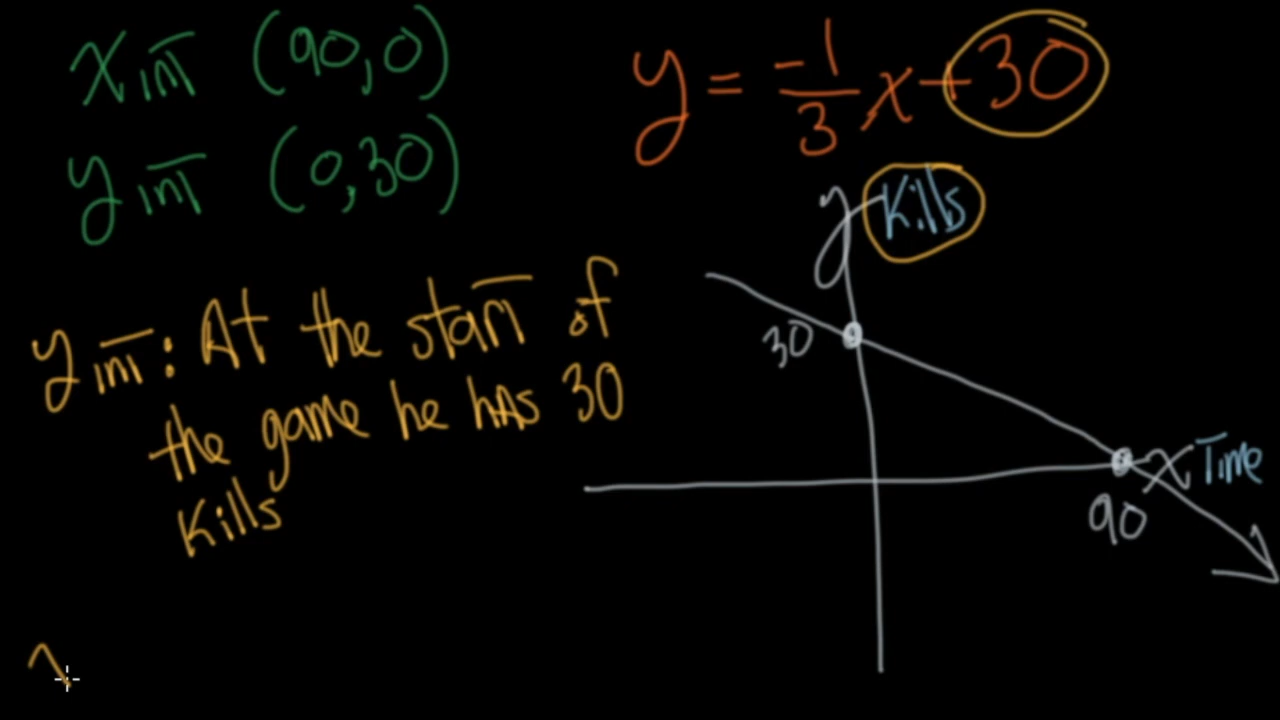 x int (90,0)
y = -1/3 x + 30
y int (0,30)
y Kills
y int: At the start of
the game he has 30
Kills
30
x Time
90